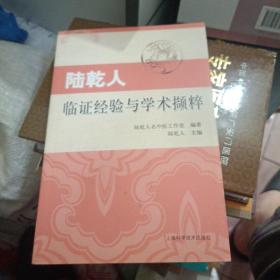 陆乾人
临证经验与学术撷粹
陆乾人名中医工作室 编著
陆乾人 主编
上海科学技术出版社